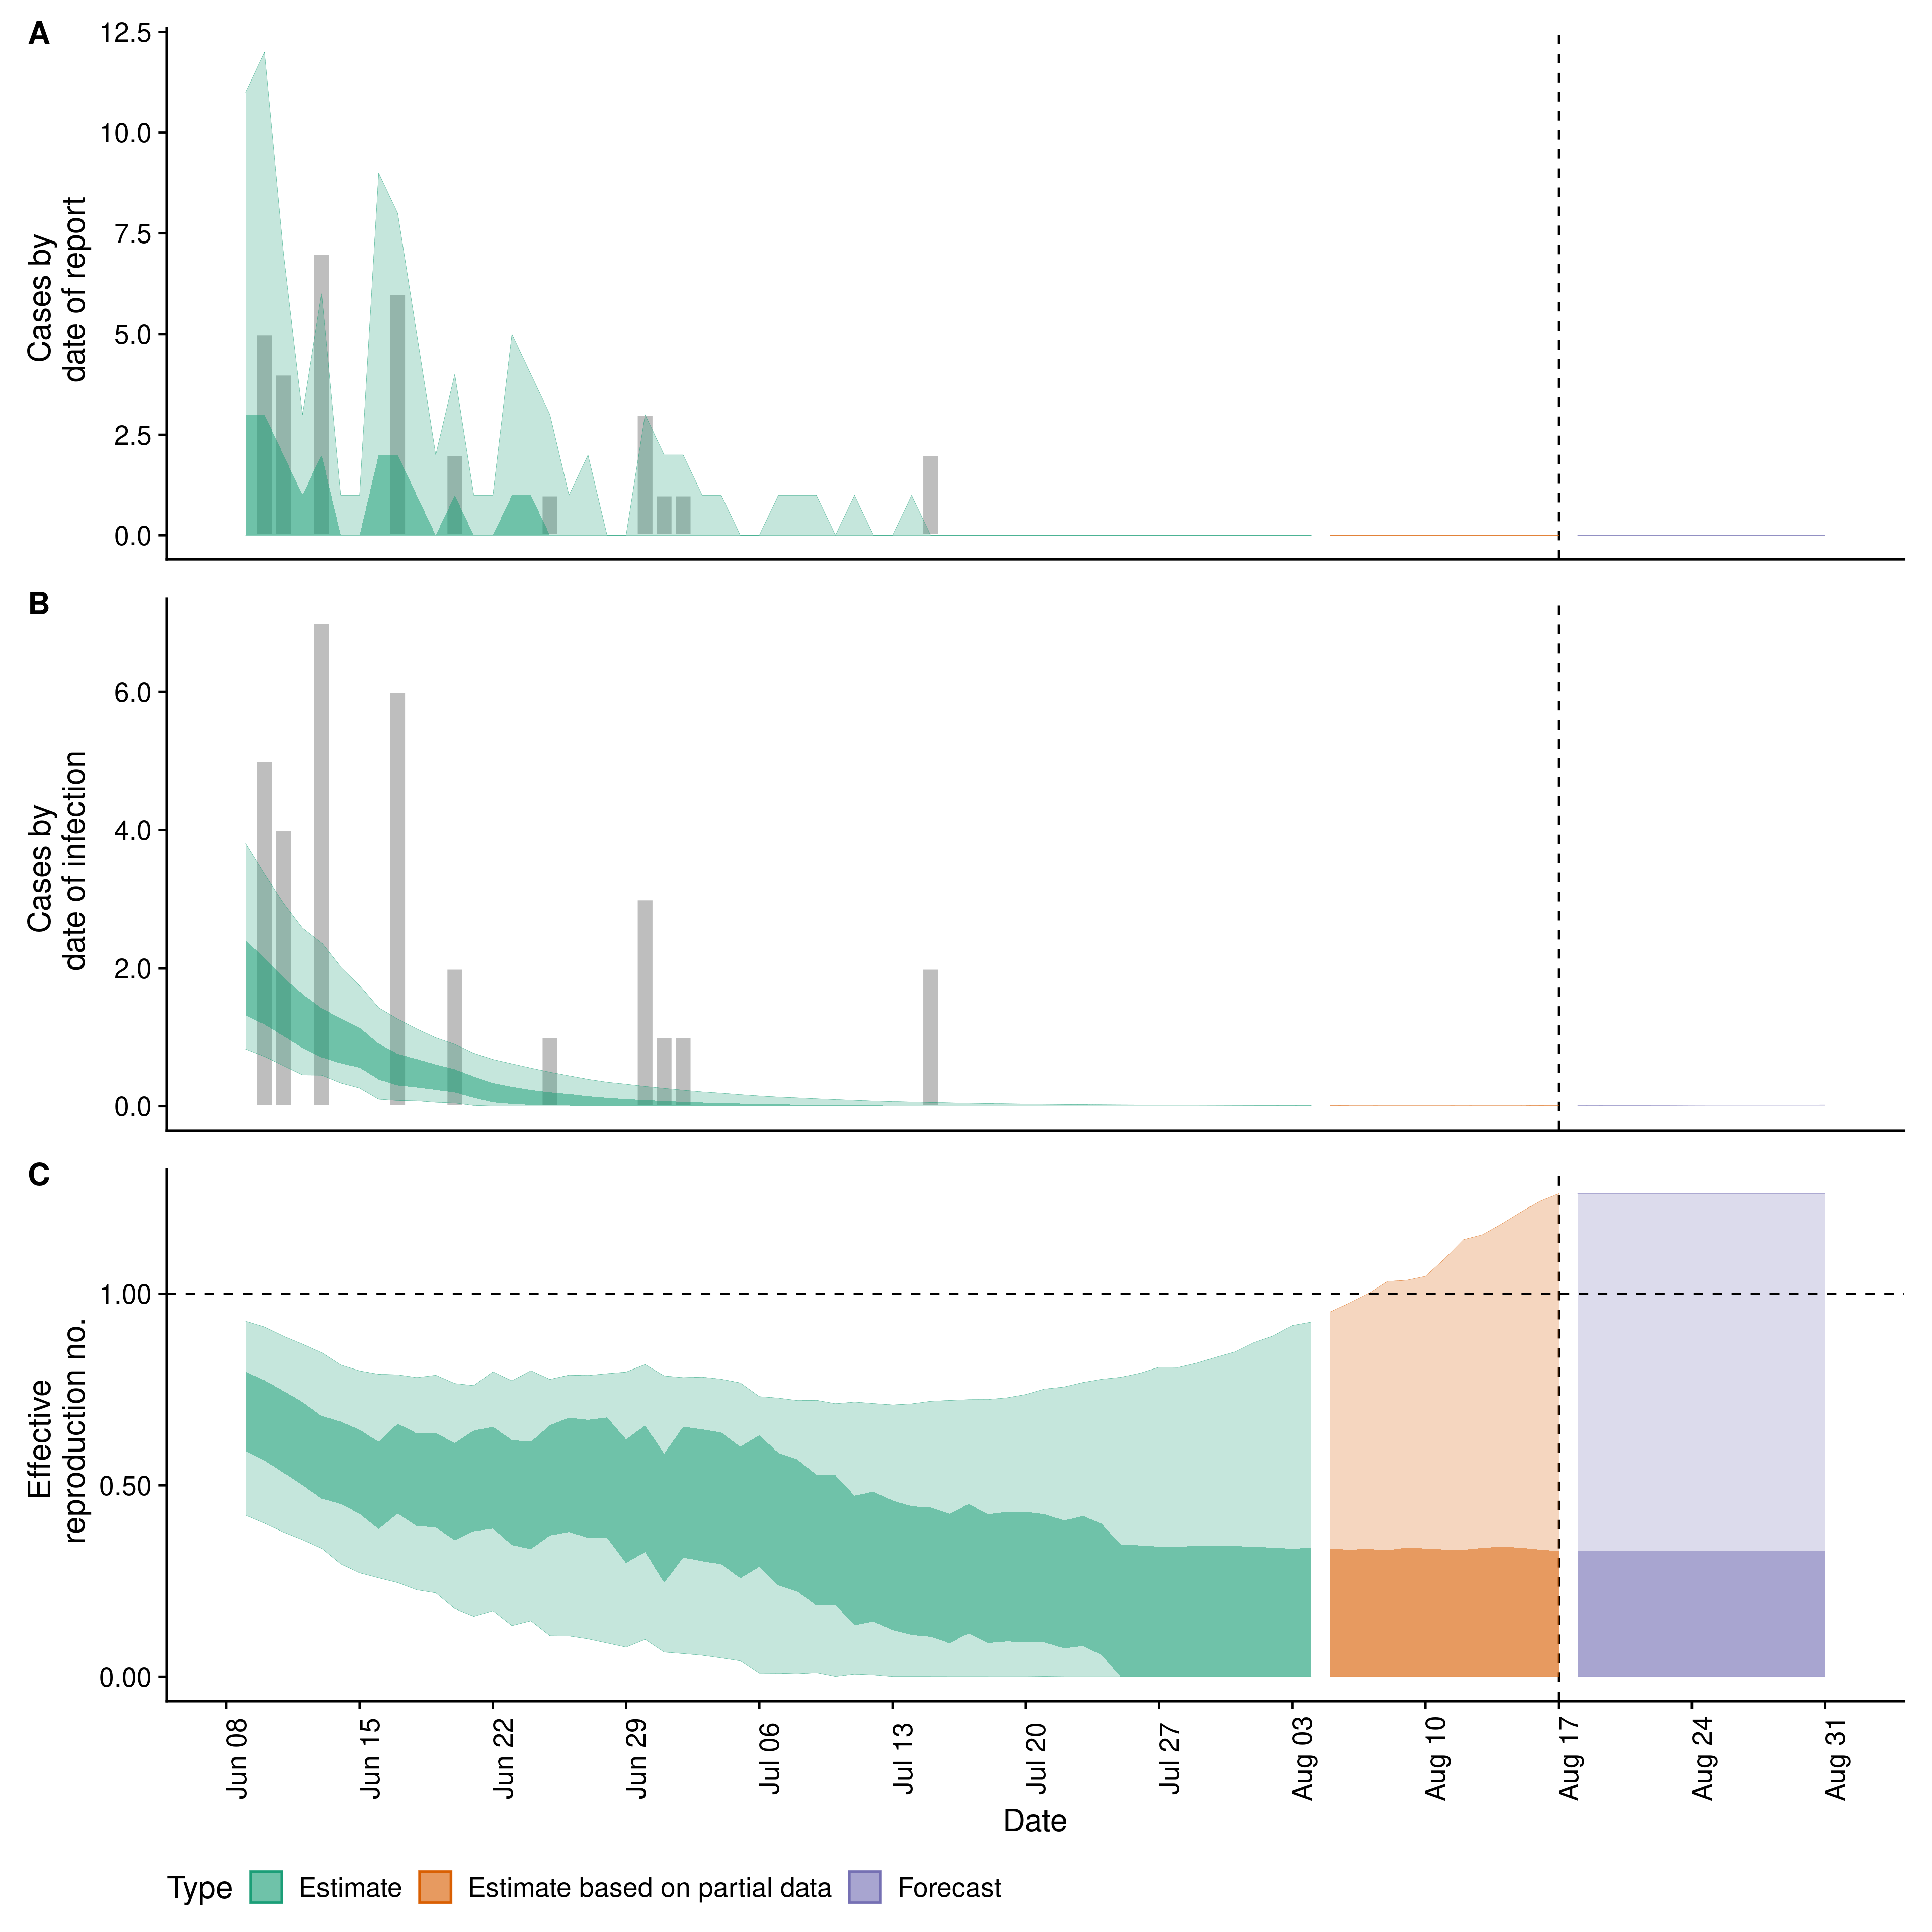 A
12.5
10.0
7.5
5.0
2.5
0.0
Cases by
date of report
B
6.0
4.0
2.0
0.0
Cases by
date of infection
C
1.00
0.50
0.00
Effective
reproduction no.
Jun 08
Jun 15
Jun 22
Jun 29
Jul 06
Jul 13
Jul 20
Jul 27
Aug 03
Aug 10
Aug 17
Aug 24
Aug 31
Date
Type Estimate Estimate based on partial data Forecast